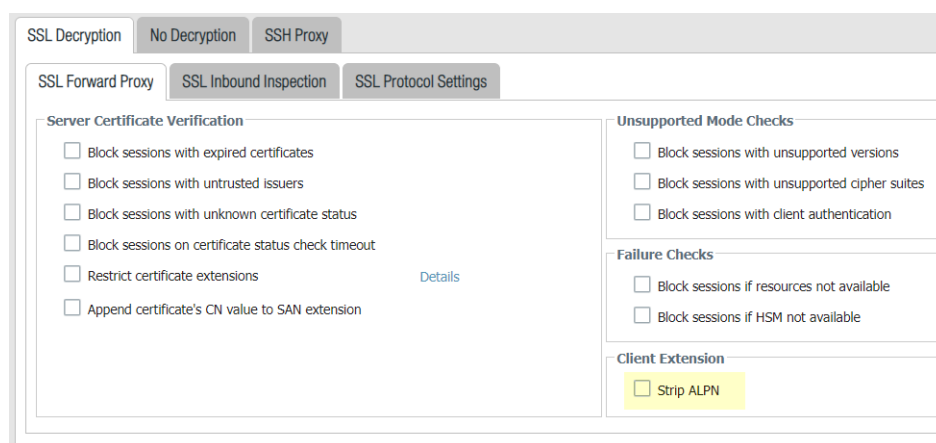 SSL Decryption No Decryption SSH Proxy
SSL Forward Proxy SSL Inbound Inspection SSL Protocol Settings
Server Certificate Verification
Block sessions with expired certificates
Block sessions with untrusted issuers
Block sessions with unknown certificate status
Block sessions on certificate status check timeout
Restrict certificate extensions Details
Append certificate's CN value to SAN extension
Unsupported Mode Checks
Block sessions with unsupported versions
Block sessions with unsupported cipher suites
Block sessions with client authentication
Failure Checks
Block sessions if resources not available
Block sessions if HSM not available
Client Extension
Strip ALPN